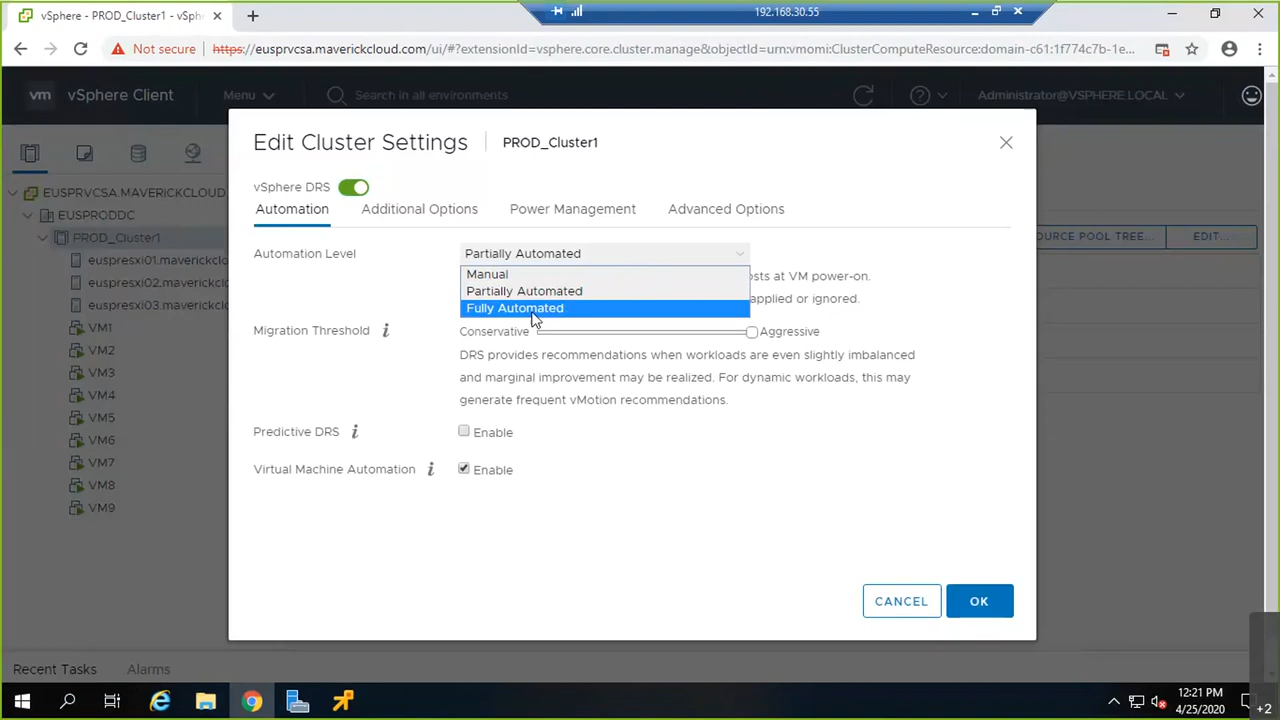 vSphere - PROD_Cluster1 - vSphe
192.168.30.55
Not secure
https://eusprvcsa.maverickcloud.com/ui/#?extensionId=vsphere.core.cluster.manage&objectId=urn:vmomi:ClusterComputeResource:domain-c61:1f774c7b-1e...
vm vSphere Client Menu Search in all environments Administrator@VSPHERE.LOCAL
Edit Cluster Settings PROD_Cluster1
vSphere DRS
Automation Additional Options Power Management Advanced Options
Automation Level Partially Automated
Manual
Partially Automated
Fully Automated
osts at VM power-on.
applied or ignored.
Migration Threshold i Conservative Aggressive
DRS provides recommendations when workloads are even slightly imbalanced
and marginal improvement may be realized. For dynamic workloads, this may
generate frequent vMotion recommendations.
Predictive DRS i Enable
Virtual Machine Automation i Enable
CANCEL OK
EUSPRVCSA.MAVERICKCLOUD
EUSPRODDC
PROD_Cluster1
euspresxi01.maverickc
euspresxi02.maverickc
euspresxi03.maverickc
VM1
VM2
VM3
VM4
VM5
VM6
VM7
VM8
VM9
OURCE POOL TREE... EDIT...
Recent Tasks Alarms
12:21 PM
4/25/2020
+2